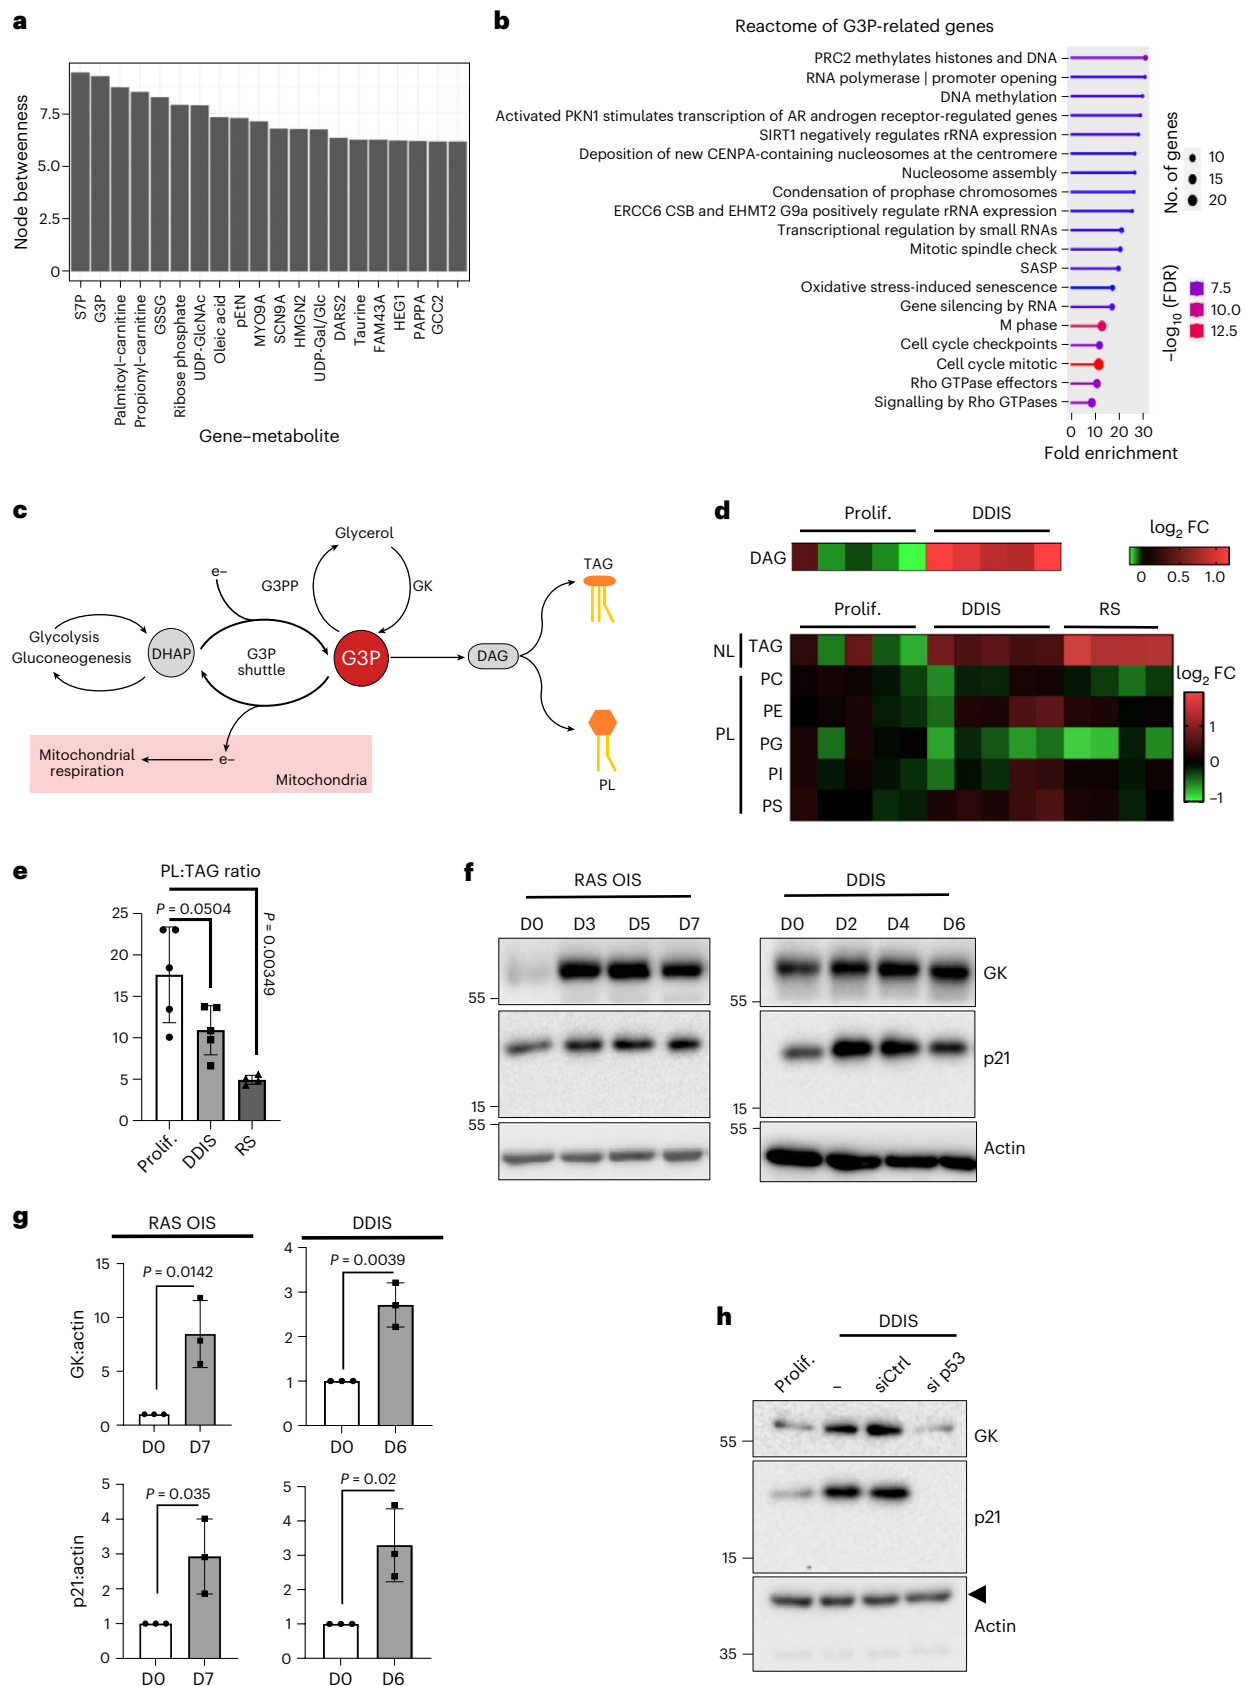 a
Node betweenness
7.5
5.0
2.5
0
S7P
G3P
Palmitoyl–carnitine
Propionyl–carnitine
GSSG
Ribose phosphate
UDP-GlcNAc
Oleic acid
pEtN
MYO9A
SCN9A
HMGN2
UDP-Gal/Glc
DARS2
Taurine
FAM43A
HEG1
PAPPA
GCC2
Gene–metabolite
b
Reactome of G3P-related genes
PRC2 methylates histones and DNA
RNA polymerase | promoter opening
DNA methylation
Activated PKN1 stimulates transcription of AR androgen receptor-regulated genes
SIRT1 negatively regulates rRNA expression
Deposition of new CENPA-containing nucleosomes at the centromere
Nucleosome assembly
Condensation of prophase chromosomes
ERCC6 CSB and EHMT2 G9a positively regulate rRNA expression
Transcriptional regulation by small RNAs
Mitotic spindle check
SASP
Oxidative stress-induced senescence
Gene silencing by RNA
M phase
Cell cycle checkpoints
Cell cycle mitotic
Rho GTPase effectors
Signalling by Rho GTPases
0 10 20 30
Fold enrichment
No. of genes
10
15
20
–log10 (FDR)
7.5
10.0
12.5
c
Glycerol
e–
G3PP
GK
TAG
Glycolysis
Gluconeogenesis
DHAP
G3P
shuttle
G3P
DAG
Mitochondrial
respiration
e–
Mitochondria
PL
d
Prolif. DDIS
DAG
log2 FC
0 0.5 1.0
Prolif. DDIS RS
NL
TAG
PL
PC
PE
PG
PI
PS
log2 FC
1
0
–1
e
PL:TAG ratio
P = 0.0504
P = 0.00349
25
20
15
10
5
0
Prolif.
DDIS
RS
f
RAS OIS
D0 D3 D5 D7
55
15
55
DDIS
D0 D2 D4 D6
55
15
55
GK
p21
Actin
g
RAS OIS
P = 0.0142
GK:actin
15
10
5
0
D0 D7
DDIS
P = 0.0039
4
3
2
1
0
D0 D6
P = 0.035
p21:actin
5
4
3
2
1
0
D0 D7
P = 0.02
5
4
3
2
1
0
D0 D6
h
DDIS
Prolif.
–
siCtrl
si p53
55
GK
p21
15
Actin
35